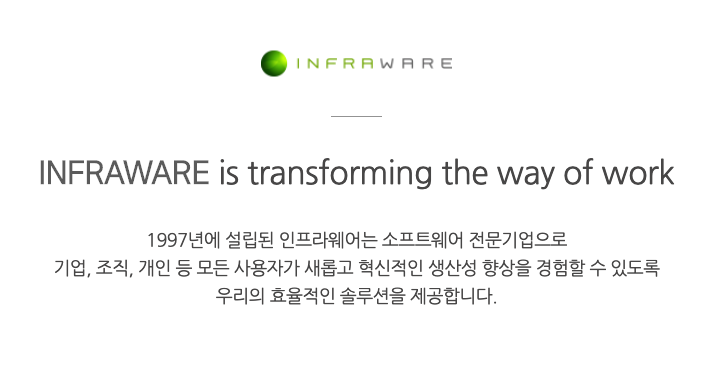 INFRAWARE
INFRAWARE is transforming the way of work
1997년에 설립된 인프라웨어는 소프트웨어 전문기업으로
기업, 조직, 개인 등 모든 사용자가 새롭고 혁신적인 생산성 향상을 경험할 수 있도록
우리의 효율적인 솔루션을 제공합니다.